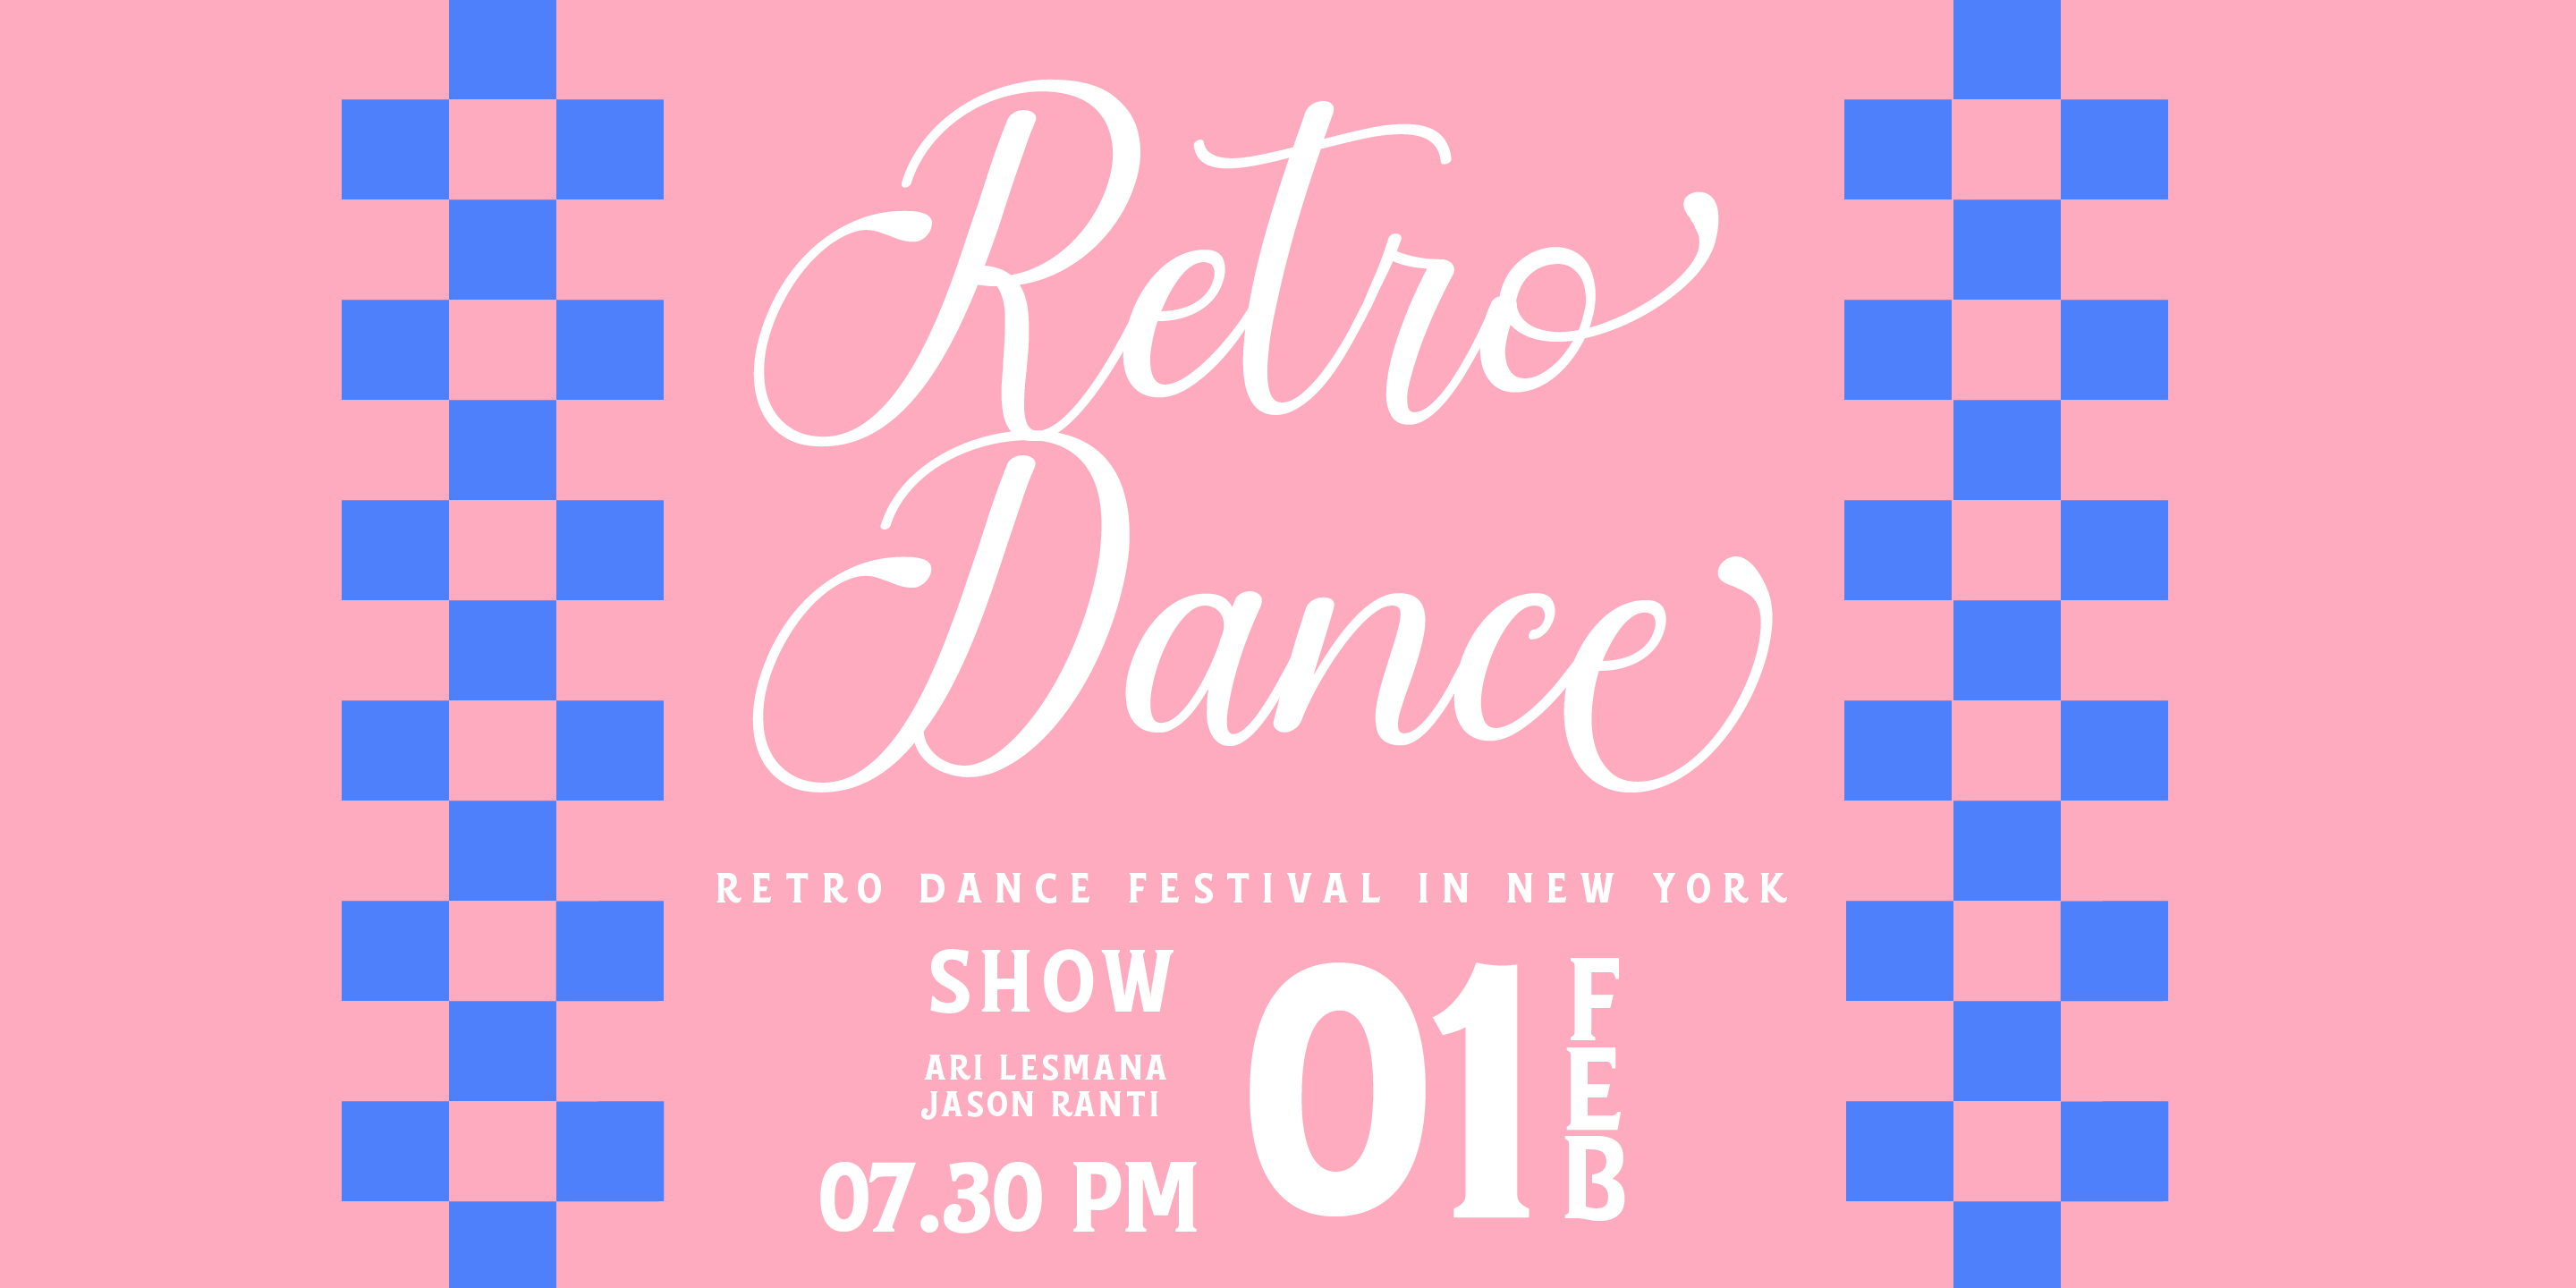 Retro
Dance
RETRO DANCE FESTIVAL IN NEW YORK
SHOW
ARI LESMANA
JASON RANTI
07.30 PM
01
FEB